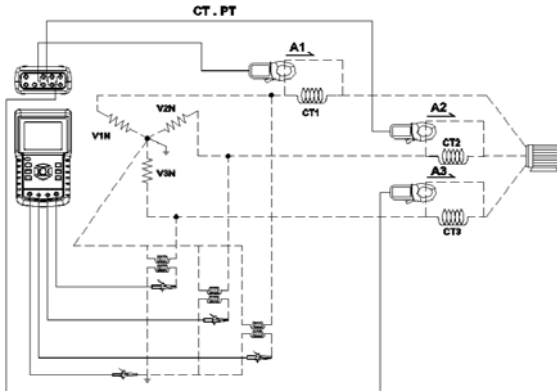 CT . PT
A1
CT1
V2N
V1N
A2
CT2
V3N
A3
CT3